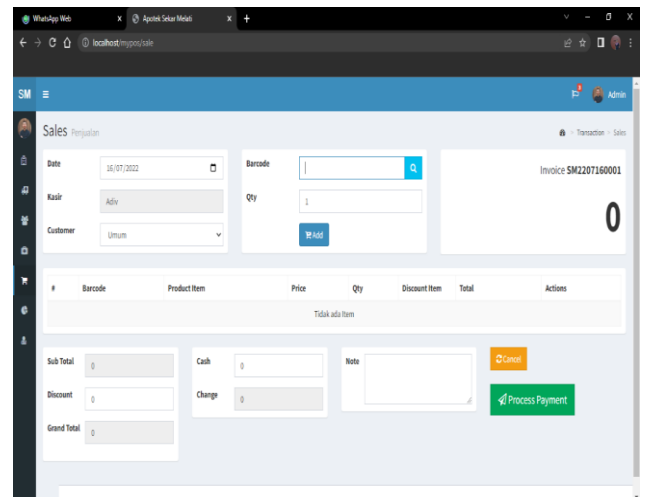 WhatsApp Web x Apotek Sekar Melati x +
localhost/mypos/sale
SM Admin
Sales Penjualan Transaction > Sales
Date 16/07/2022
Kasir Adiv
Customer Umum
Barcode
Qty 1
Add
Invoice SM2207160001
0
# Barcode Product Item Price Qty Discount Item Total Actions
Tidak ada Item
Sub Total 0
Discount 0
Grand Total 0
Cash 0
Change 0
Note
Cancel
Process Payment